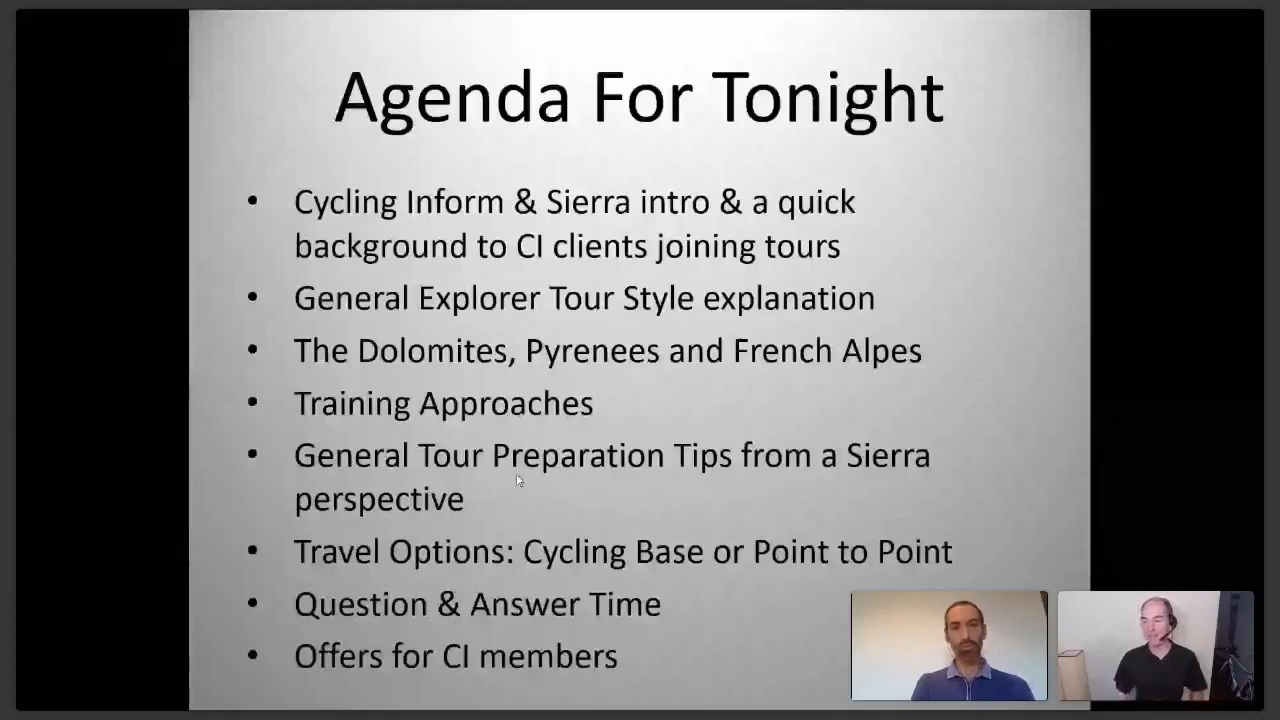 Agenda For Tonight
• Cycling Inform & Sierra intro & a quick
background to CI clients joining tours
• General Explorer Tour Style explanation
• The Dolomites, Pyrenees and French Alpes
• Training Approaches
• General Tour Preparation Tips from a Sierra
perspective
• Travel Options: Cycling Base or Point to Point
• Question & Answer Time
• Offers for CI members